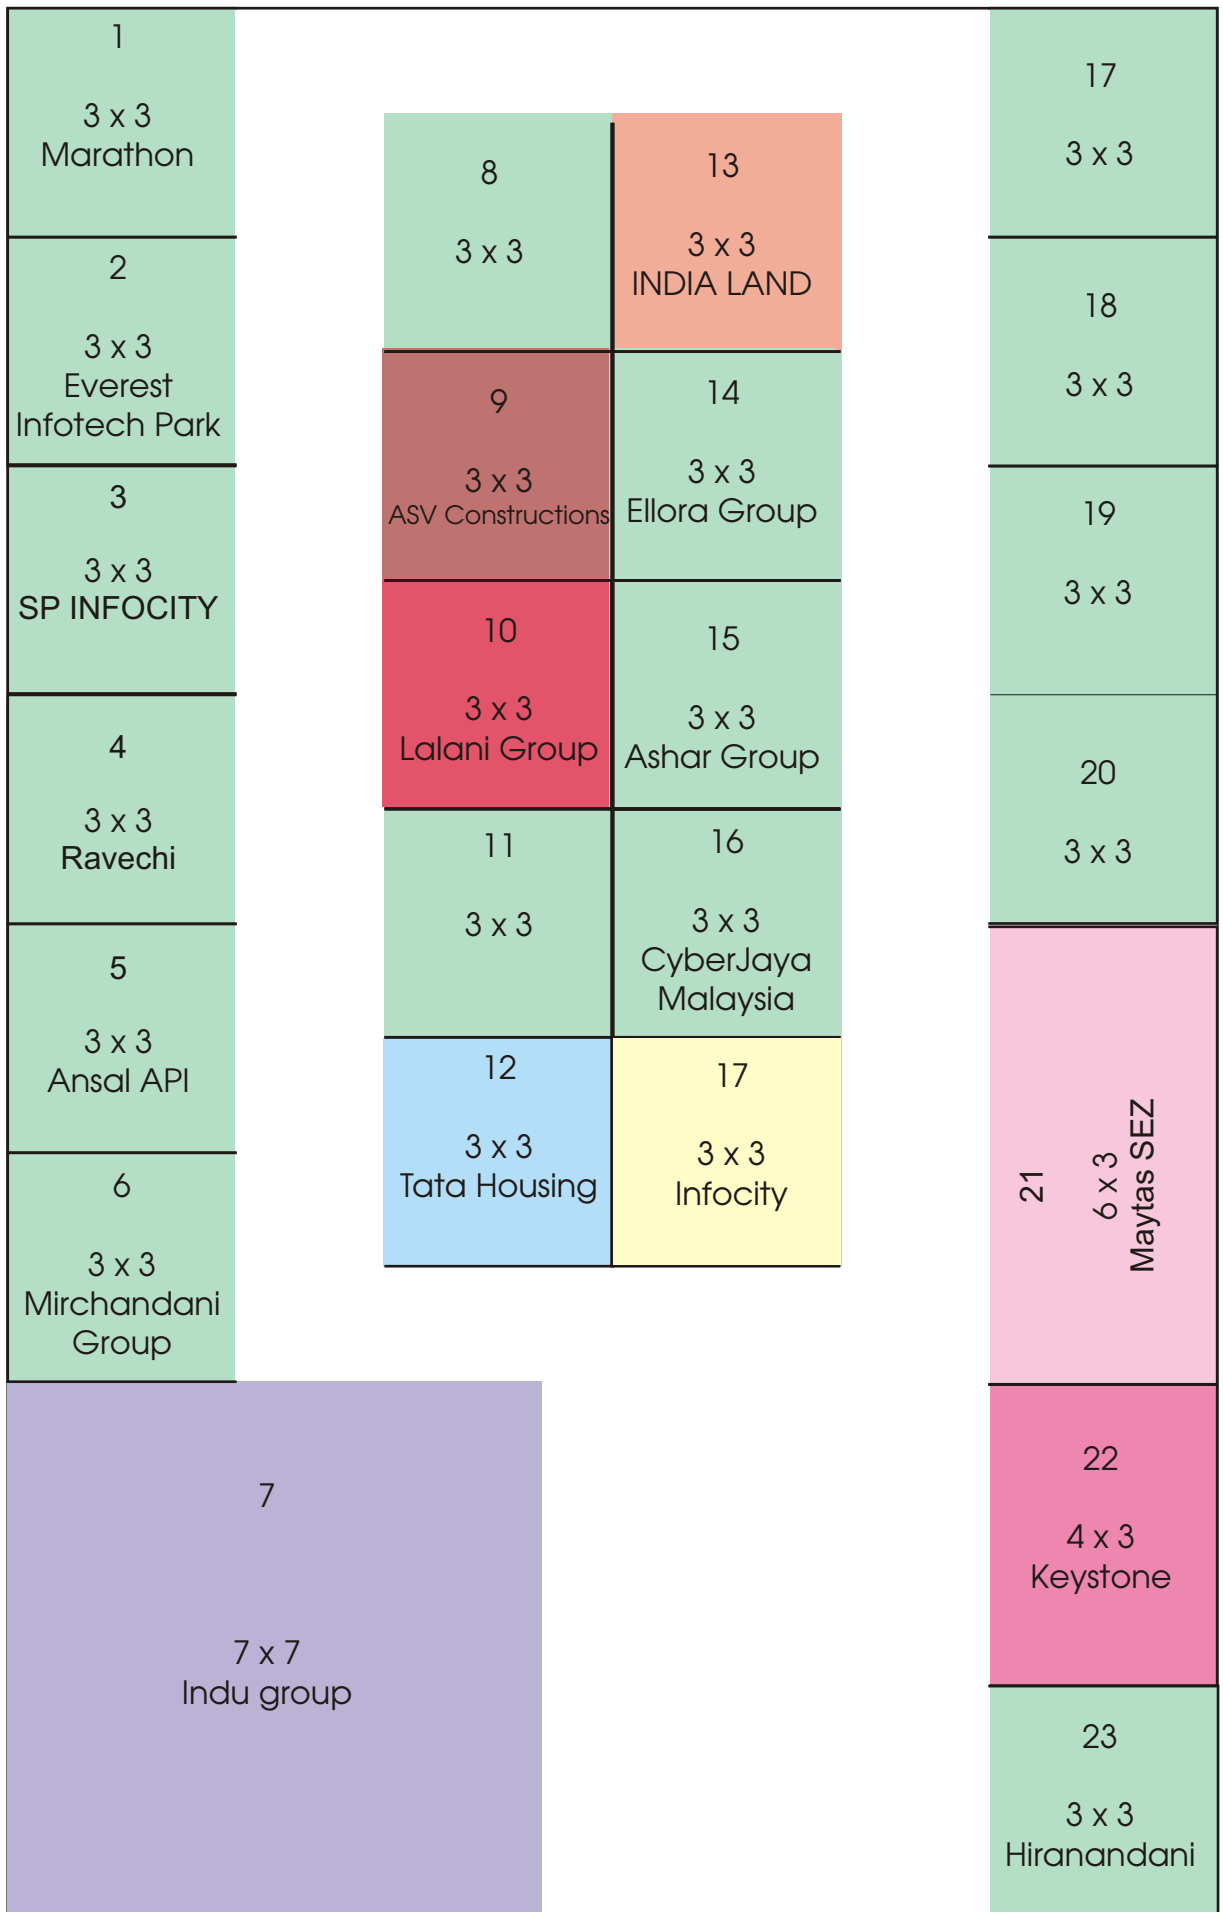 1
3 x 3
Marathon
2
3 x 3
Everest
Infotech Park
3
3 x 3
SP INFOCITY
4
3 x 3
Ravechi
5
3 x 3
Ansal API
6
3 x 3
Mirchandani
Group
7
7 x 7
Indu group
8
3 x 3
9
3 x 3
ASV Constructions
10
3 x 3
Lalani Group
11
3 x 3
12
3 x 3
Tata Housing
13
3 x 3
INDIA LAND
14
3 x 3
Ellora Group
15
3 x 3
Ashar Group
16
3 x 3
CyberJaya
Malaysia
17
3 x 3
Infocity
17
3 x 3
18
3 x 3
19
3 x 3
20
3 x 3
21
6 x 3
Maytas SEZ
22
4 x 3
Keystone
23
3 x 3
Hiranandani